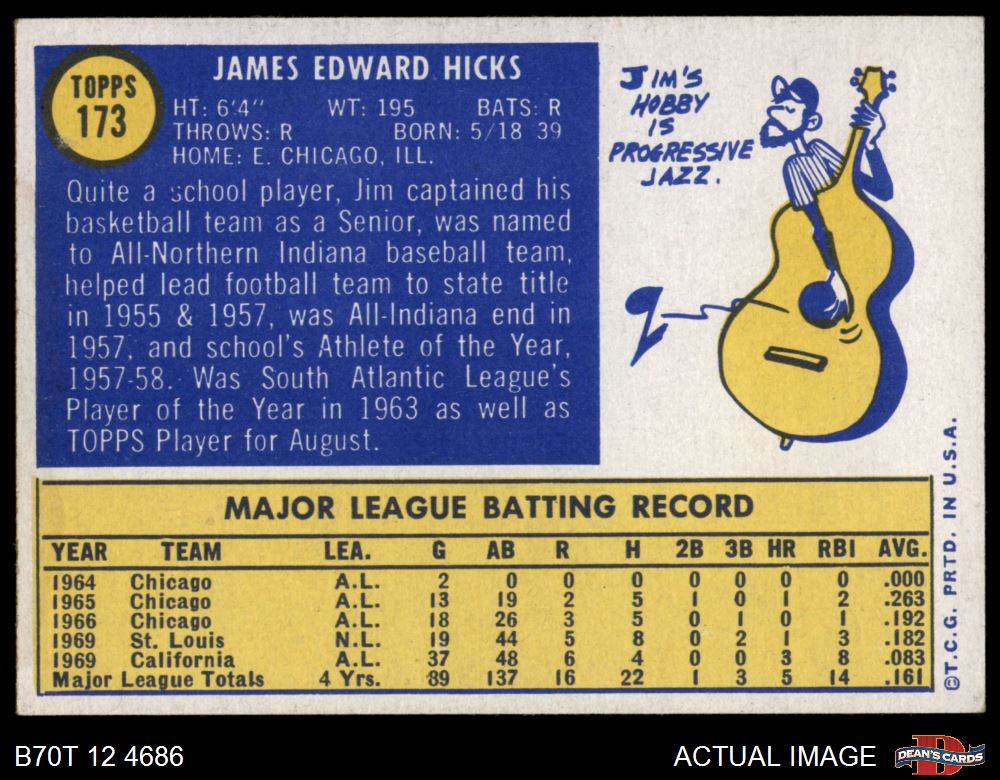 TOPPS
173
JAMES EDWARD HICKS
HT: 6'4" WT: 195 BATS: R
THROWS: R BORN: 5/18 39
HOME: E. CHICAGO, ILL.
Quite a school player, Jim captained his
basketball team as a Senior, was named
to All-Northern Indiana baseball team,
helped lead football team to state title
in 1955 & 1957, was All-Indiana end in
1957, and school's Athlete of the Year,
1957-58. Was South Atlantic League's
Player of the Year in 1963 as well as
TOPPS Player for August.
JIM'S
HOBBY
IS
PROGRESSIVE
JAZZ.
MAJOR LEAGUE BATTING RECORD
YEAR TEAM LEA. G AB R H 2B 3B HR RBI AVG.
1964 Chicago A.L. 2 0 0 0 0 0 0 0 .000
1965 Chicago A.L. 13 19 2 5 1 0 1 2 .263
1966 Chicago A.L. 18 26 3 5 0 1 0 1 .192
1969 St. Louis N.L. 19 44 5 8 0 2 1 3 .182
1969 California A.L. 37 48 6 4 0 0 3 8 .083
Major League Totals 4 Yrs. 89 137 16 22 1 3 5 14 .161
©T.C.G. PRTD. IN U.S.A.
B70T 12 4686
ACTUAL IMAGE
D
DEAN'S CARDS